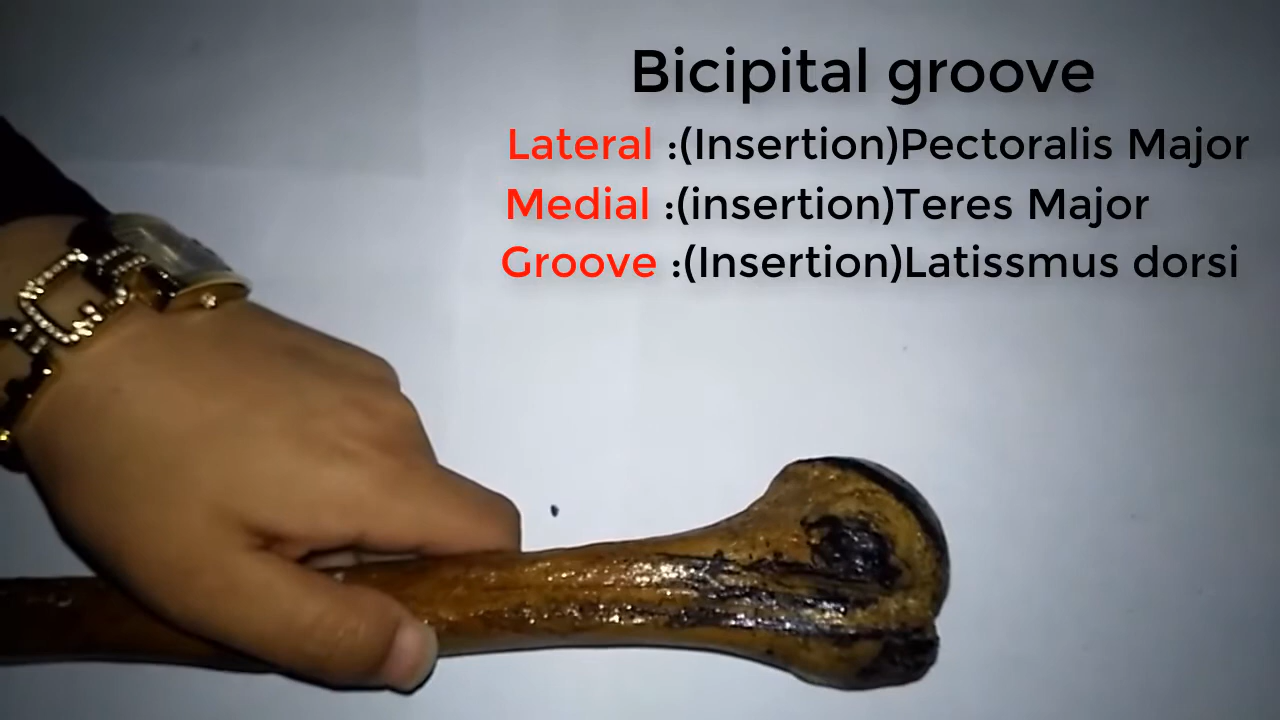 Bicipital groove
Lateral :(Insertion)Pectoralis Major
Medial :(insertion)Teres Major
Groove :(Insertion)Latissmus dorsi